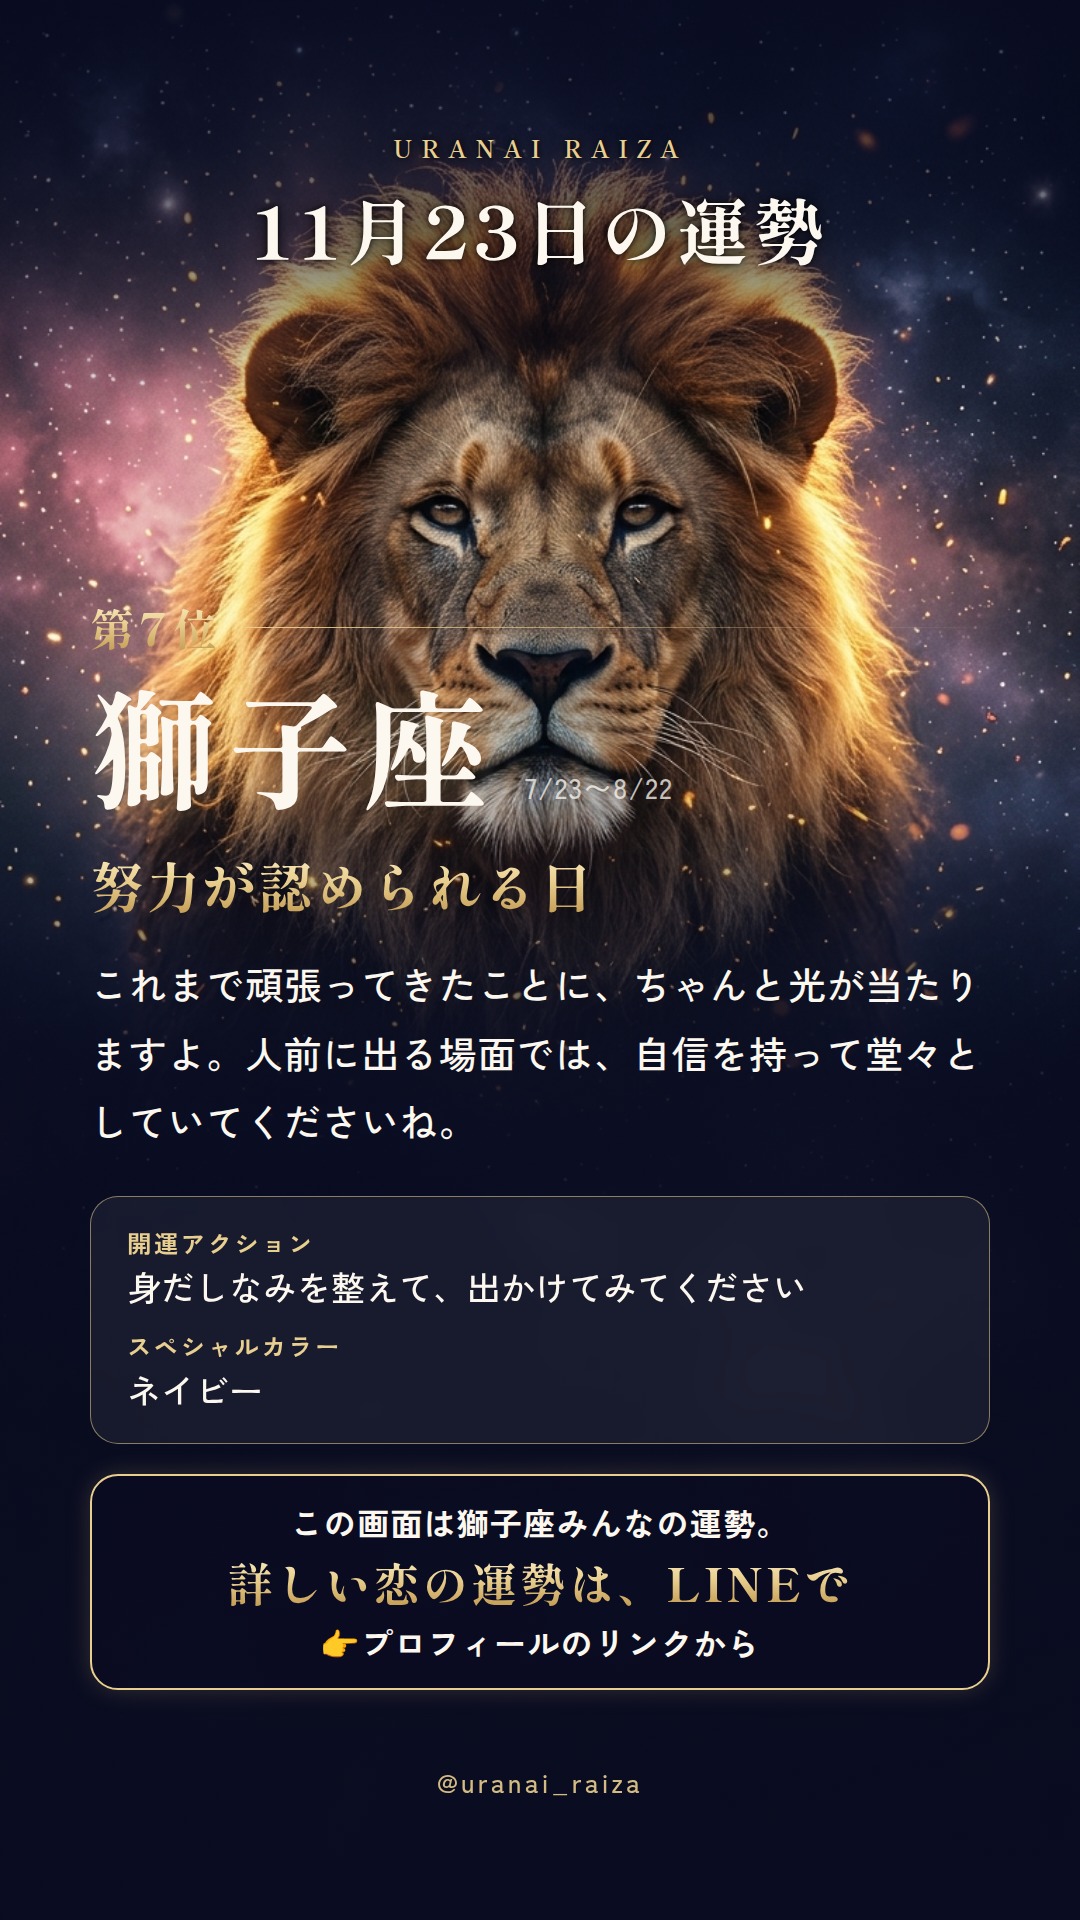 URANAI RAIZA
11月23日の運勢
第7位
獅子座 7/23〜8/22
努力が認められる日
これまで頑張ってきたことに、ちゃんと光が当たり
ますよ。人前に出る場面では、自信を持って堂々と
していてくださいね。
開運アクション
身だしなみを整えて、出かけてみてください
スペシャルカラー
ネイビー
この画面は獅子座みんなの運勢。
詳しい恋の運勢は、LINEで
👉プロフィールのリンクから
@uranai_raiza